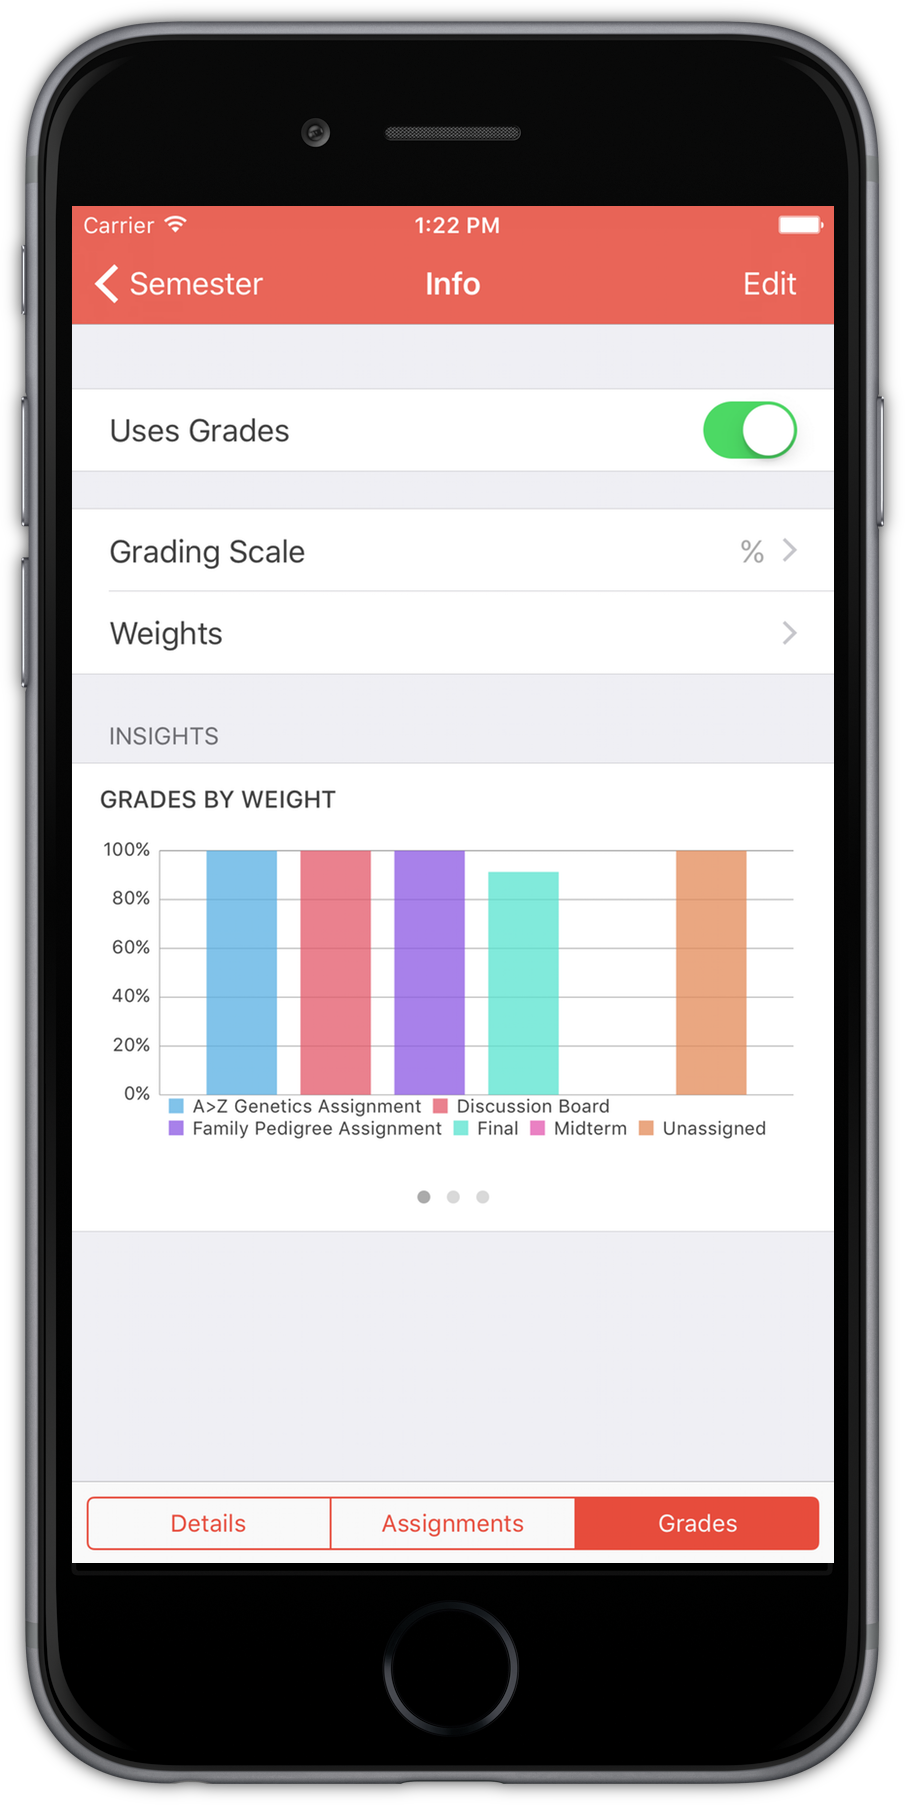 Carrier 1:22 PM
Semester Info Edit
Uses Grades
Grading Scale %
Weights
INSIGHTS
GRADES BY WEIGHT
100%
80%
60%
40%
20%
0%
A>Z Genetics Assignment Discussion Board
Family Pedigree Assignment Final Midterm Unassigned
Details Assignments Grades